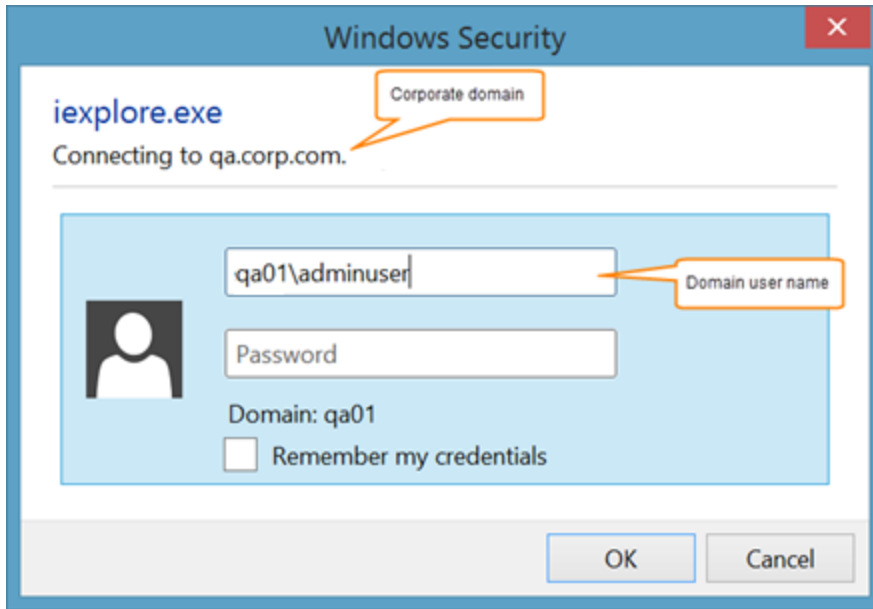 Windows Security
Corporate domain
iexplore.exe
Connecting to qa.corp.com.
qa01\adminuser
Domain user name
Password
Domain: qa01
Remember my credentials
OK
Cancel